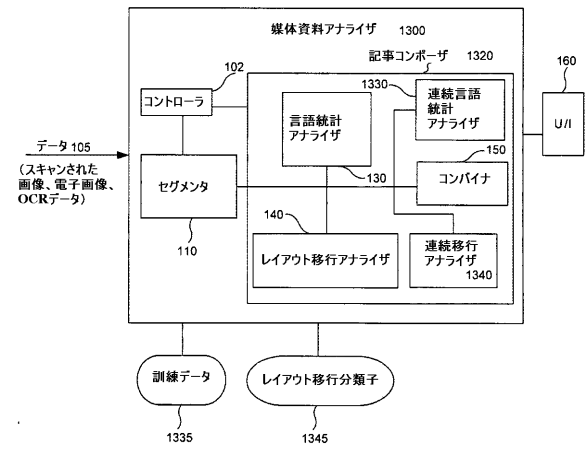 媒体資料アナライザ 1300
記事コンポーザ 1320
102
1330
160
コントローラ
連続言語
統計
アナライザ
言語統計
アナライザ
U/I
データ 105
(スキャンされた
画像、電子画像、
OCRデータ)
150
セグメンタ
130
コンバイナ
110
140
レイアウト移行アナライザ
連続移行
アナライザ
1340
訓練データ
レイアウト移行分類子
1335
1345